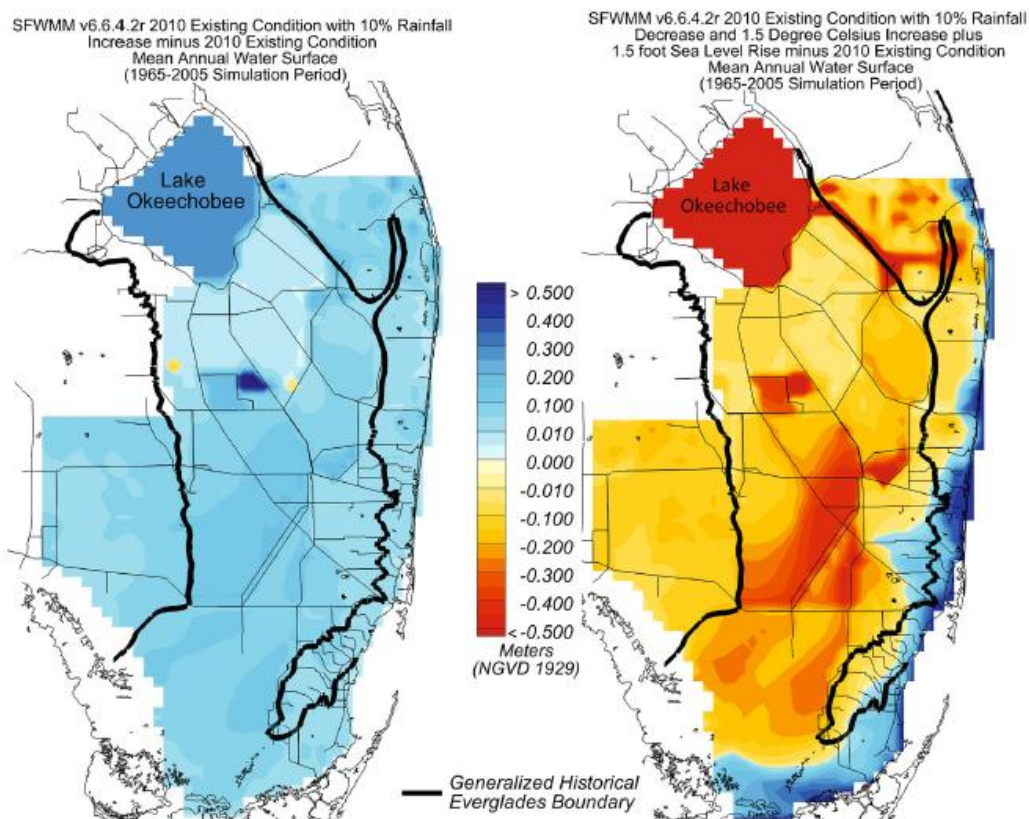 SFWMM v6.6.4.2r 2010 Existing Condition with 10% Rainfall
Increase minus 2010 Existing Condition
Mean Annual Water Surface
(1965-2005 Simulation Period)
SFWMM v6.6.4.2r 2010 Existing Condition with 10% Rainfall
Decrease and 1.5 Degree Celsius Increase plus
1.5 foot Sea Level Rise minus 2010 Existing Condition
Mean Annual Water Surface
(1965-2005 Simulation Period)
Lake
Okeechobee
Lake
Okeechobee
> 0.500
0.400
0.300
0.200
0.100
0.010
0.000
-0.010
-0.100
-0.200
-0.300
-0.400
< -0.500
Meters
(NGVD 1929)
Generalized Historical
Everglades Boundary